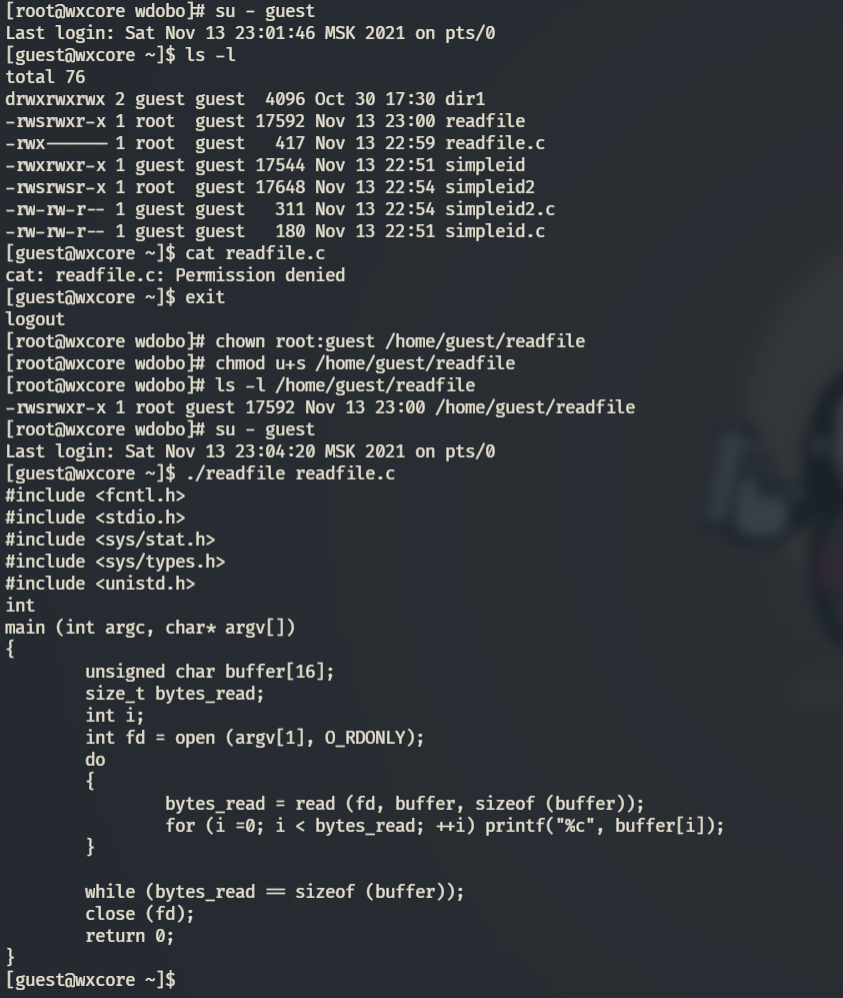 [root@wxcore wdobo]# su - guest
Last login: Sat Nov 13 23:01:46 MSK 2021 on pts/0
[guest@wxcore ~]$ ls -l
total 76
drwxrwxrwx 2 guest guest  4096 Oct 30 17:30 dir1
-rwsrwxr-x 1 root  guest 17592 Nov 13 23:00 readfile
-rwx------ 1 root  guest   417 Nov 13 22:59 readfile.c
-rwxrwxr-x 1 guest guest 17544 Nov 13 22:51 simpleid
-rwsrwsr-x 1 root  guest 17648 Nov 13 22:54 simpleid2
-rw-rw-r-- 1 guest guest   311 Nov 13 22:54 simpleid2.c
-rw-rw-r-- 1 guest guest   180 Nov 13 22:51 simpleid.c
[guest@wxcore ~]$ cat readfile.c
cat: readfile.c: Permission denied
[guest@wxcore ~]$ exit
logout
[root@wxcore wdobo]# chown root:guest /home/guest/readfile
[root@wxcore wdobo]# chmod u+s /home/guest/readfile
[root@wxcore wdobo]# ls -l /home/guest/readfile
-rwsrwxr-x 1 root guest 17592 Nov 13 23:00 /home/guest/readfile
[root@wxcore wdobo]# su - guest
Last login: Sat Nov 13 23:04:20 MSK 2021 on pts/0
[guest@wxcore ~]$ ./readfile readfile.c
#include <fcntl.h>
#include <stdio.h>
#include <sys/stat.h>
#include <sys/types.h>
#include <unistd.h>
int
main (int argc, char* argv[])
{
        unsigned char buffer[16];
        size_t bytes_read;
        int i;
        int fd = open (argv[1], O_RDONLY);
        do
        {
                bytes_read = read (fd, buffer, sizeof (buffer));
                for (i =0; i < bytes_read; ++i) printf("%c", buffer[i]);
        }

        while (bytes_read == sizeof (buffer));
        close (fd);
        return 0;
}
[guest@wxcore ~]$